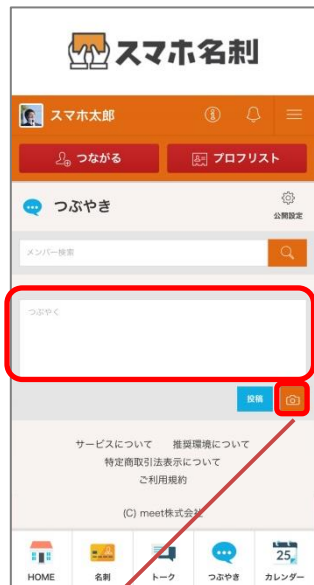 スマホ名刺
スマホ太郎
つながる
プロフリスト
つぶやき
公開設定
メンバー検索
つぶやく
投稿
サービスについて 推奨環境について
特定商取引法表示について
ご利用規約
(C) meet株式会社
25
HOME 名刺 トーク つぶやき カレンダー